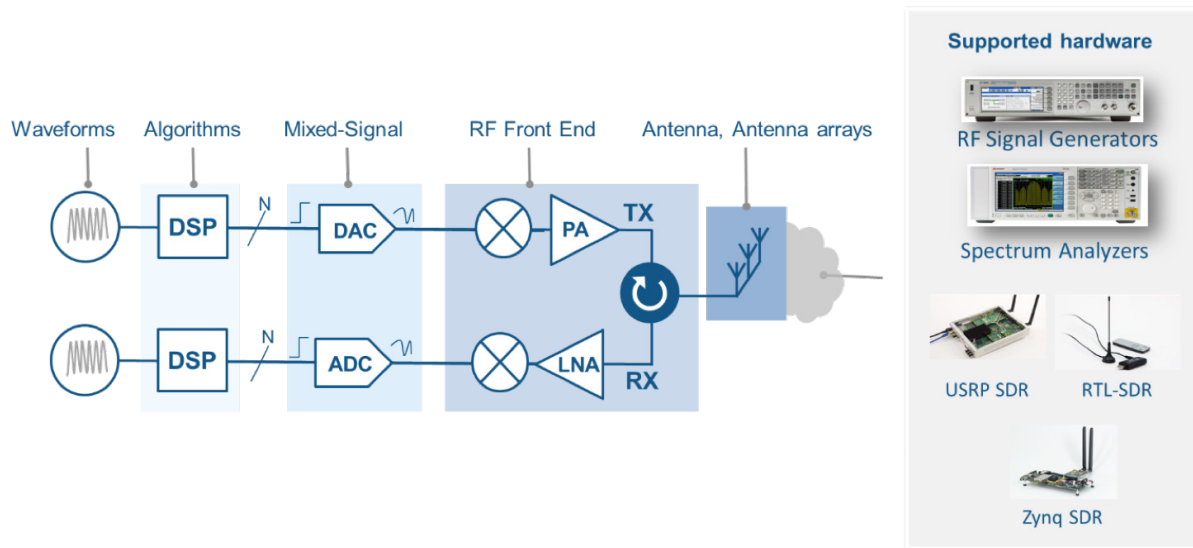 Supported hardware
Waveforms
Algorithms
Mixed-Signal
RF Front End
Antenna, Antenna arrays
RF Signal Generators
N
DSP
DAC
PA
TX
Spectrum Analyzers
N
DSP
ADC
LNA
RX
USRP SDR
RTL-SDR
Zynq SDR